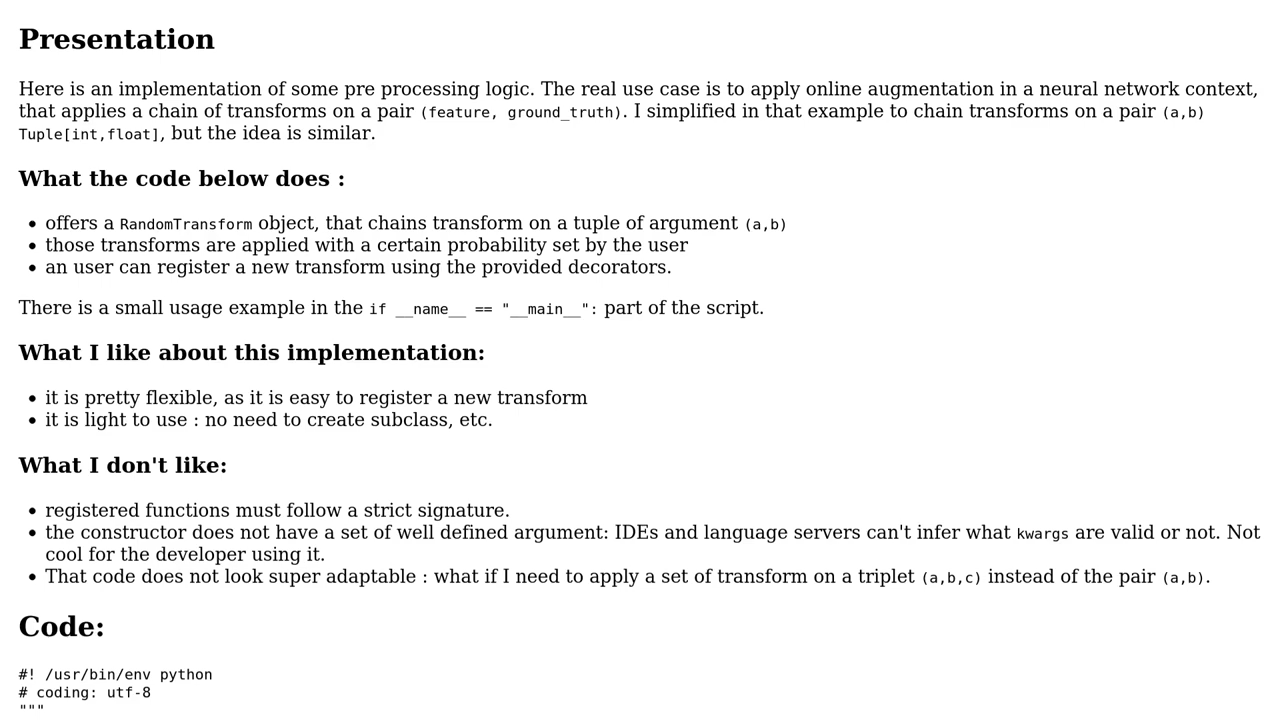 Presentation
Here is an implementation of some pre processing logic. The real use case is to apply online augmentation in a neural network context,
that applies a chain of transforms on a pair (feature, ground_truth). I simplified in that example to chain transforms on a pair (a,b)
Tuple[int,float], but the idea is similar.
What the code below does :
• offers a RandomTransform object, that chains transform on a tuple of argument (a,b)
• those transforms are applied with a certain probability set by the user
• an user can register a new transform using the provided decorators.
There is a small usage example in the if __name__ == "__main__": part of the script.
What I like about this implementation:
• it is pretty flexible, as it is easy to register a new transform
• it is light to use : no need to create subclass, etc.
What I don't like:
• registered functions must follow a strict signature.
• the constructor does not have a set of well defined argument: IDEs and language servers can't infer what kwargs are valid or not. Not
cool for the developer using it.
• That code does not look super adaptable : what if I need to apply a set of transform on a triplet (a,b,c) instead of the pair (a,b).
Code:
#! /usr/bin/env python
# coding: utf-8
"""